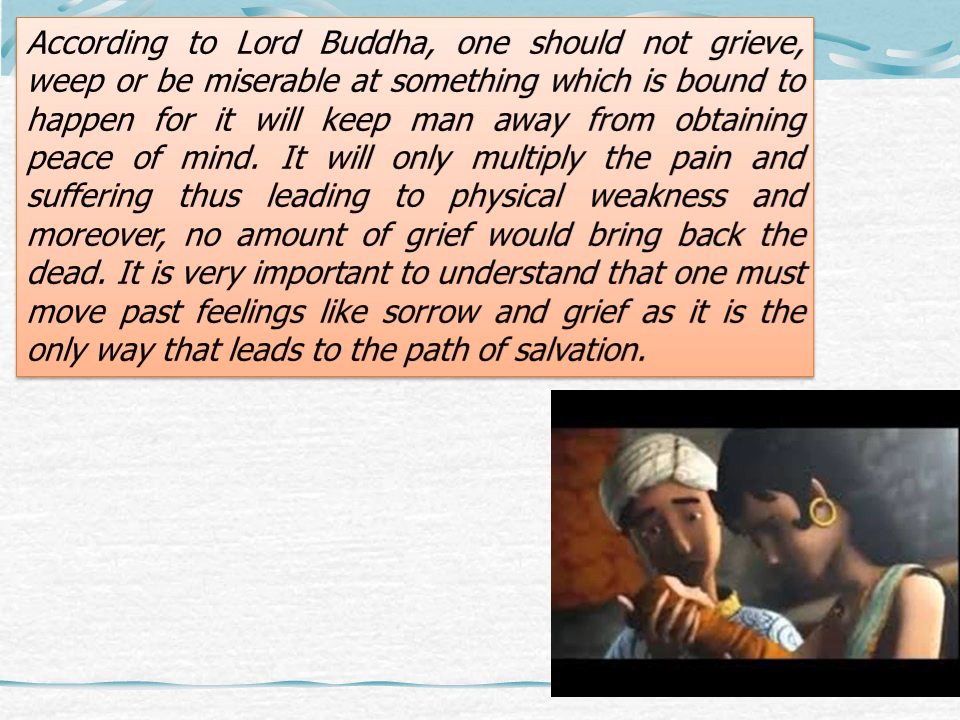 According to Lord Buddha, one should not grieve,
weep or be miserable at something which is bound to
happen for it will keep man away from obtaining
peace of mind. It will only multiply the pain and
suffering thus leading to physical weakness and
moreover, no amount of grief would bring back the
dead. It is very important to understand that one must
move past feelings like sorrow and grief as it is the
only way that leads to the path of salvation.